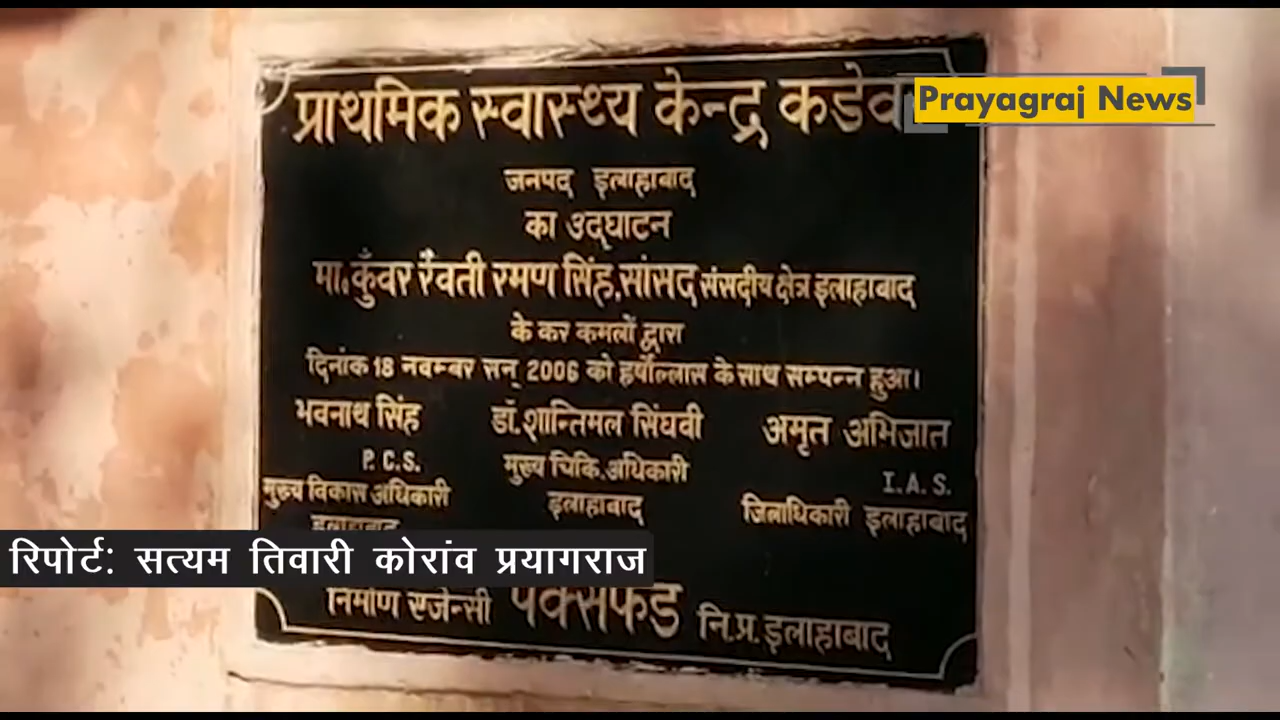 प्राथमिक स्वास्थ्य केन्द्र
Prayagraj News
जनपद इलाहाबाद
का उद्घाटन
मा. कुँवर रेंवती रमण सिंह, सांसद संसदीय क्षेत्र इलाहाबाद
के कर कमलों द्वारा
दिनांक 18 नवम्बर सन् 2006 को हर्षोल्लास के साथ सम्पन्न हुआ।
भवनाथ सिंह डॉ. शान्तिमल सिंघवी अमृत अभिजात
P.C.S. मुख्य चिकि. अधिकारी I.A.S.
मुख्य विकास अधिकारी इलाहाबाद जिलाधिकारी इलाहाबाद
इलाहाबाद
रिपोर्ट: सत्यम तिवारी कोरांव प्रयागराज
निर्माण एजेन्सी पैक्सफेड नि.प्र. इलाहाबाद